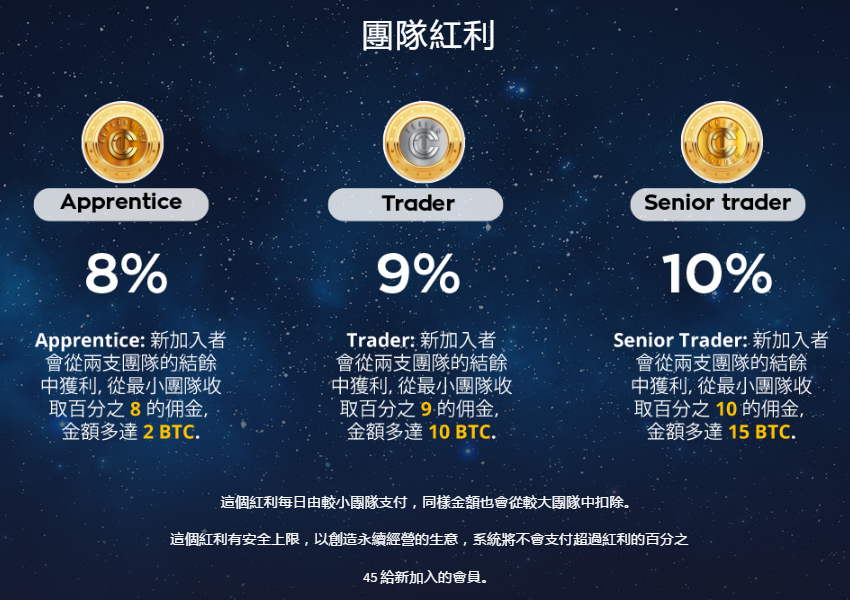 團隊紅利
Apprentice
Trader
Senior trader
8%
9%
10%
Apprentice: 新加入者
會從兩支團隊的結餘
中獲利, 從最小團隊收
取百分之 8 的佣金,
金額多達 2 BTC.
Trader: 新加入者
會從兩支團隊的結餘
中獲利, 從最小團隊收
取百分之 9 的佣金,
金額多達 10 BTC.
Senior Trader: 新加入者
會從兩支團隊的結餘
中獲利, 從最小團隊收
取百分之 10 的佣金,
金額多達 15 BTC.
這個紅利每日由較小團隊支付，同樣金額也會從較大團隊中扣除。
這個紅利有安全上限，以創造永續經營的生意，系統將不會支付超過紅利的百分之
45 給新加入的會員。